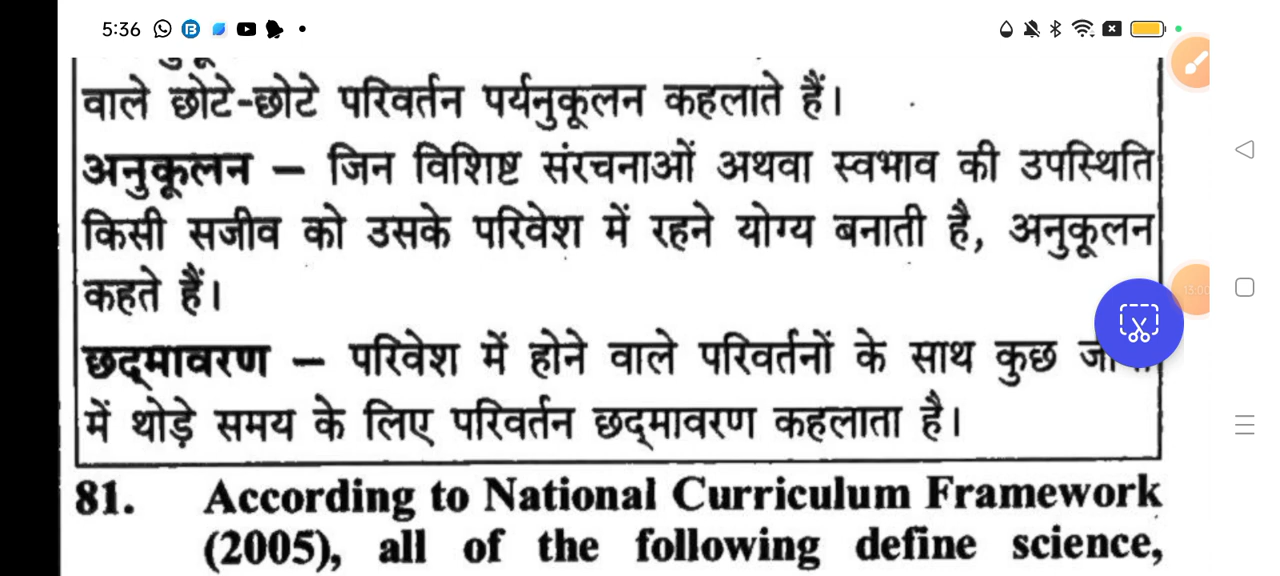 5:36
वाले छोटे-छोटे परिवर्तन पर्यनुकूलन कहलाते हैं।
अनुकूलन – जिन विशिष्ट संरचनाओं अथवा स्वभाव की उपस्थिति
किसी सजीव को उसके परिवेश में रहने योग्य बनाती है, अनुकूलन
कहते हैं।
छद्मावरण – परिवेश में होने वाले परिवर्तनों के साथ कुछ
में थोड़े समय के लिए परिवर्तन छद्मावरण कहलाता है।
81. According to National Curriculum Framework
(2005), all of the following define science,